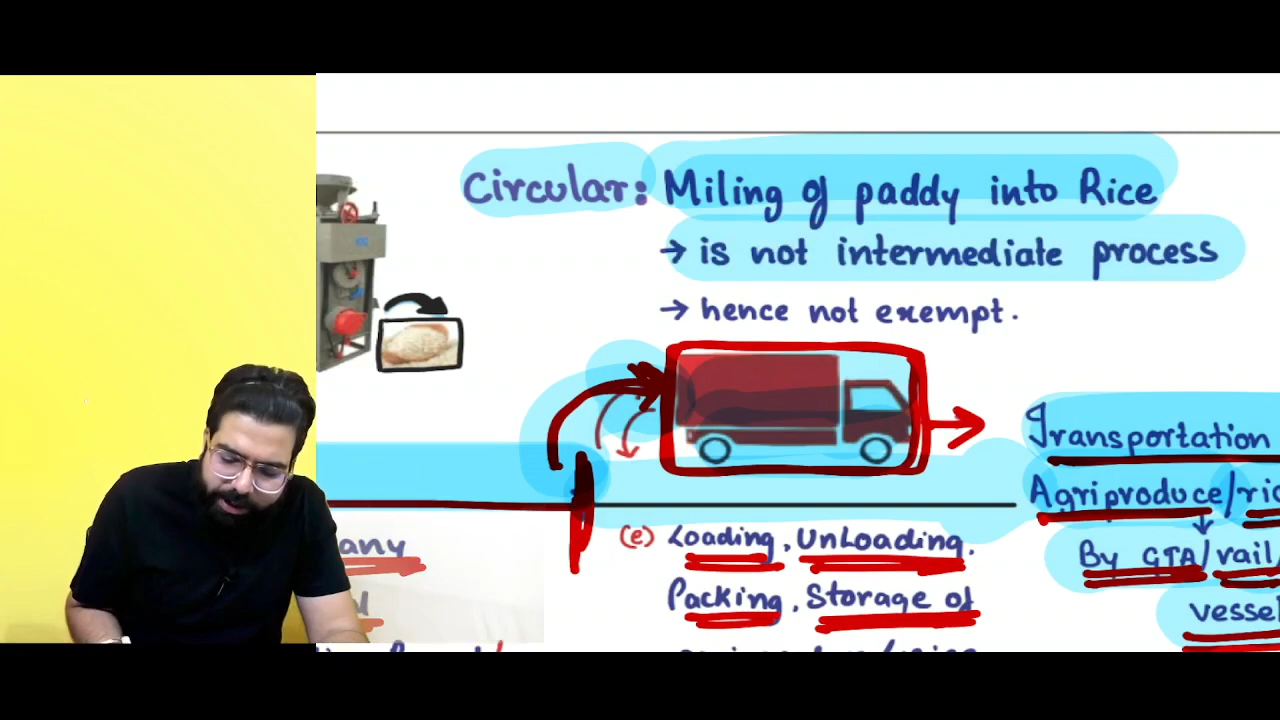 Circular: Miling of paddy into Rice
→ is not intermediate process
→ hence not exempt.
Transportation
Agriproduce/ric
By GTA/rail/
vessel
any
(e) Loading, UnLoading,
Packing, Storage of